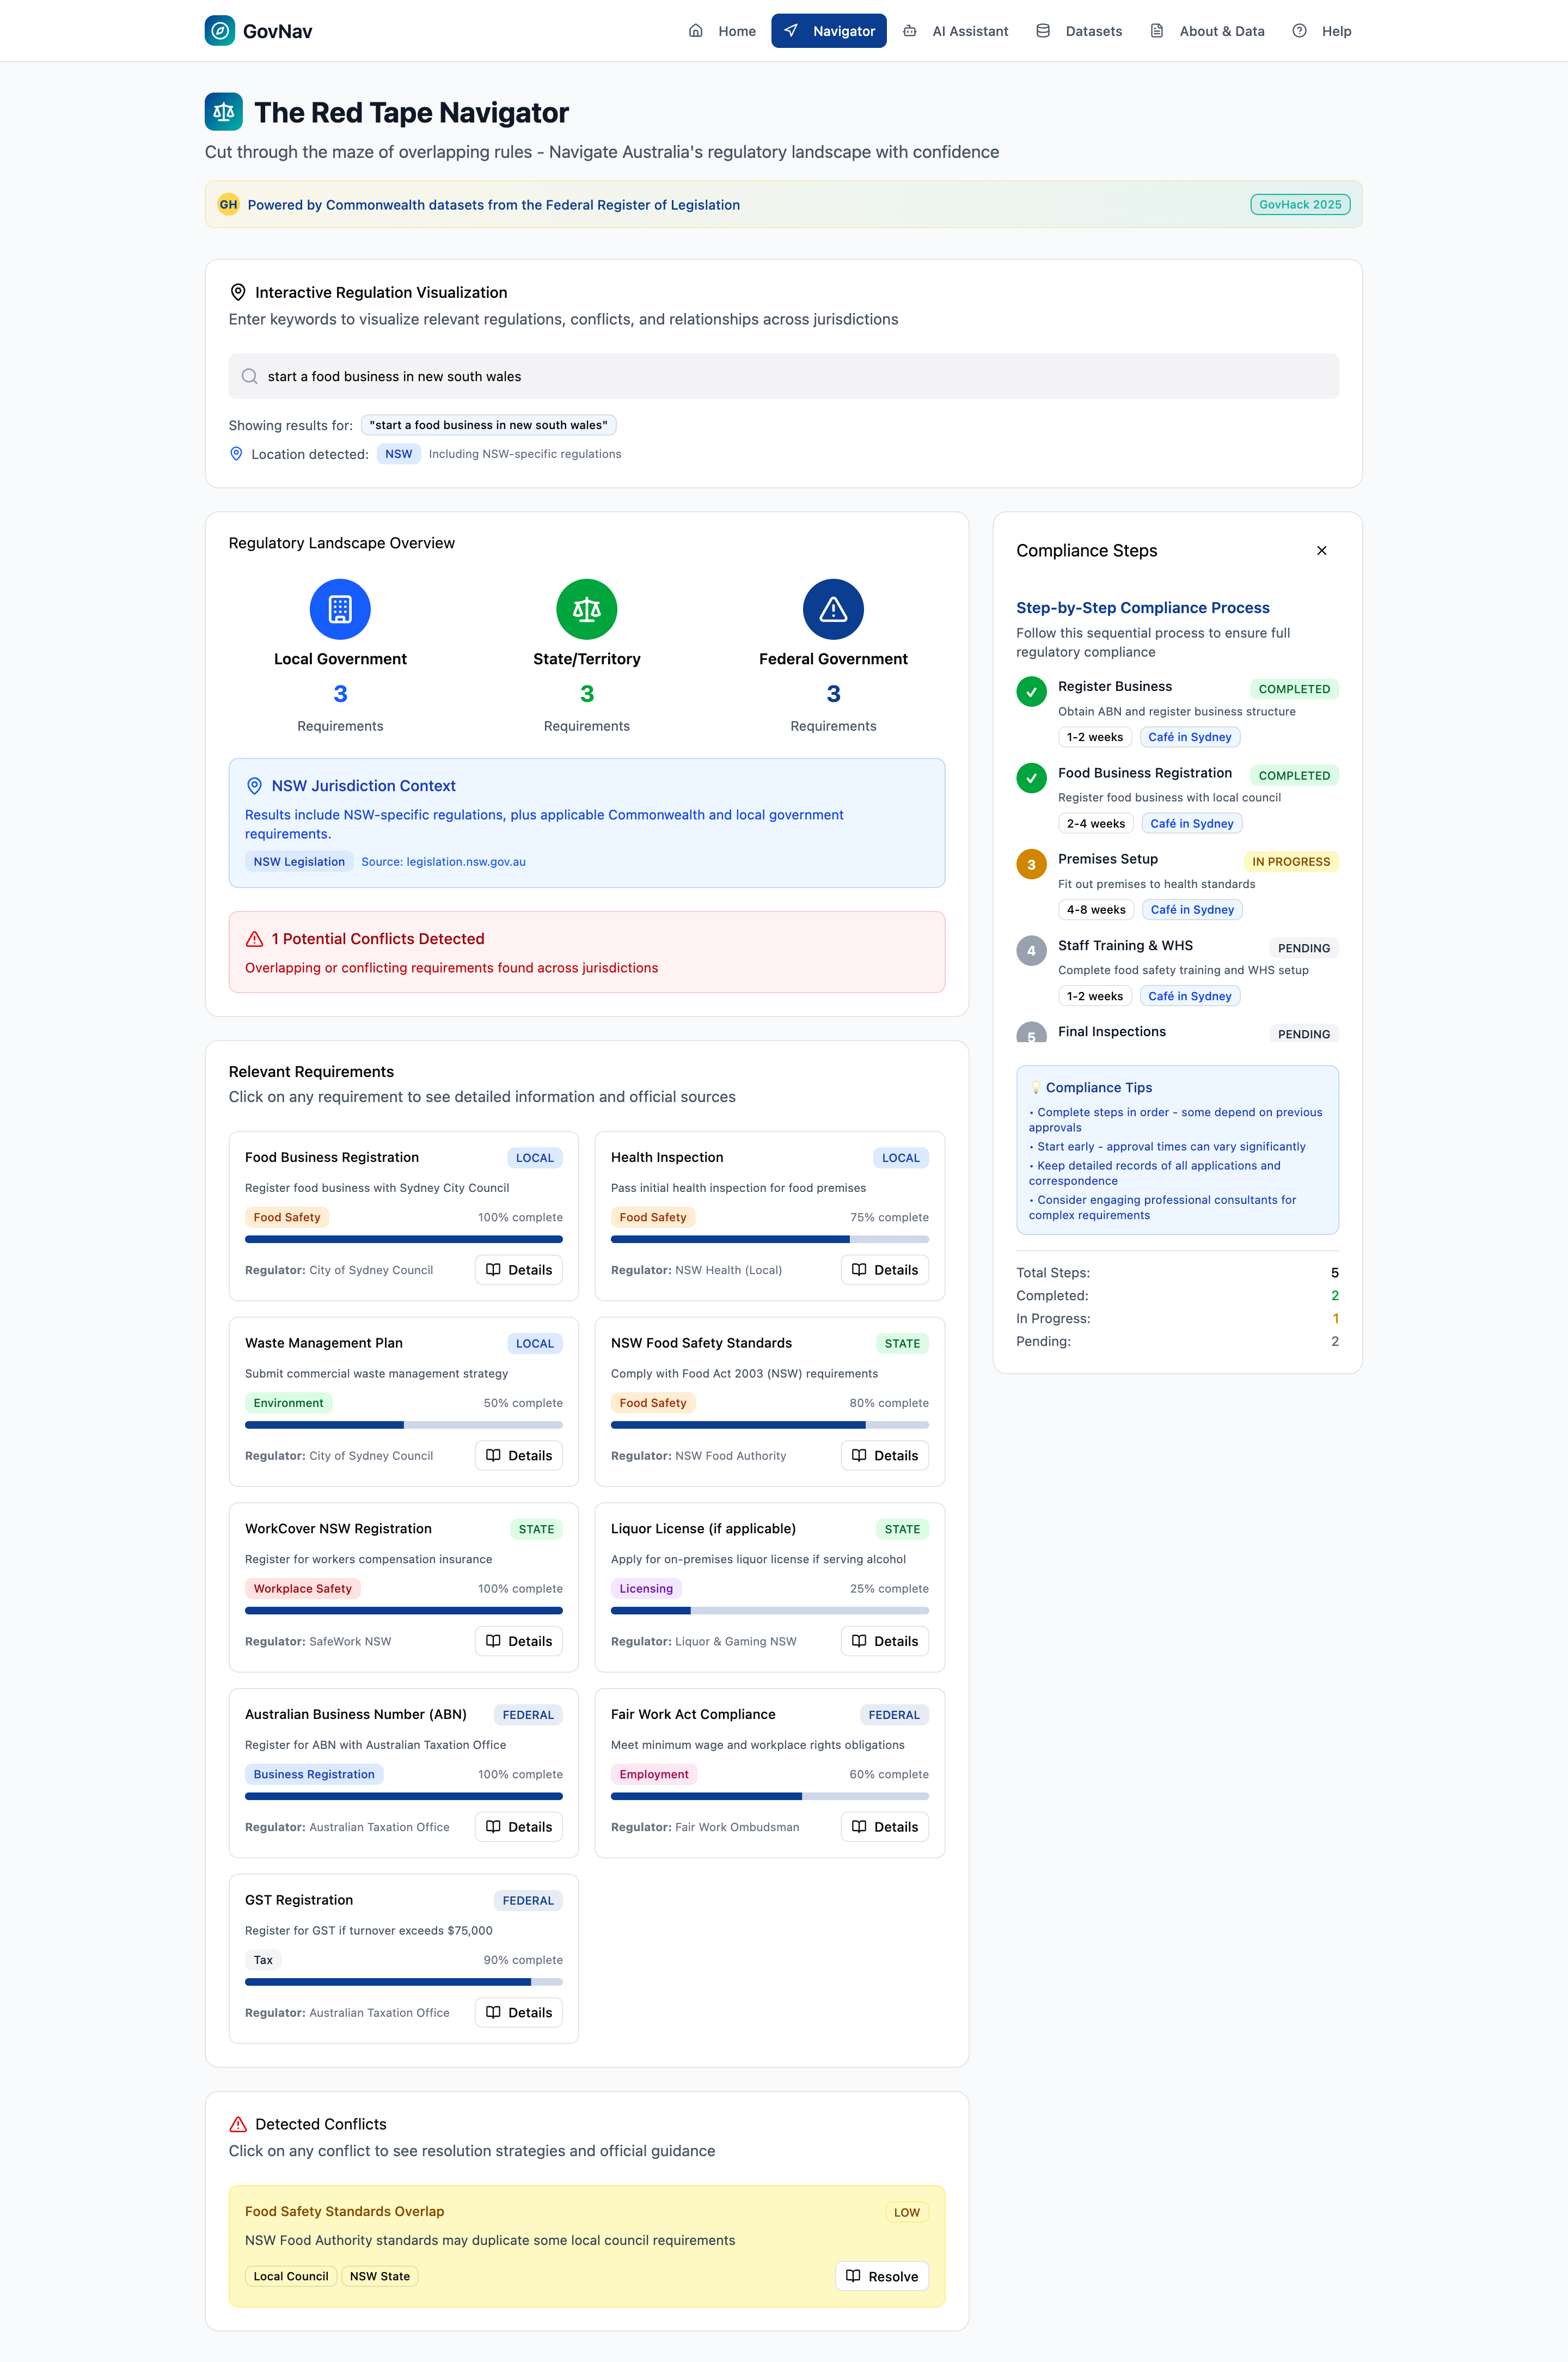 GovNav
Home
Navigator
AI Assistant
Datasets
About & Data
Help
The Red Tape Navigator
Cut through the maze of overlapping rules - Navigate Australia's regulatory landscape with confidence
GH Powered by Commonwealth datasets from the Federal Register of Legislation
GovHack 2025
Interactive Regulation Visualization
Enter keywords to visualize relevant regulations, conflicts, and relationships across jurisdictions
start a food business in new south wales
Showing results for: "start a food business in new south wales"
Location detected: NSW Including NSW-specific regulations
Regulatory Landscape Overview
Local Government
3
Requirements
State/Territory
3
Requirements
Federal Government
3
Requirements
NSW Jurisdiction Context
Results include NSW-specific regulations, plus applicable Commonwealth and local government
requirements.
NSW Legislation Source: legislation.nsw.gov.au
1 Potential Conflicts Detected
Overlapping or conflicting requirements found across jurisdictions
Relevant Requirements
Click on any requirement to see detailed information and official sources
Food Business Registration LOCAL
Register food business with Sydney City Council
Food Safety 100% complete
Regulator: City of Sydney Council Details
Health Inspection LOCAL
Pass initial health inspection for food premises
Food Safety 75% complete
Regulator: NSW Health (Local) Details
Waste Management Plan LOCAL
Submit commercial waste management strategy
Environment 50% complete
Regulator: City of Sydney Council Details
NSW Food Safety Standards STATE
Comply with Food Act 2003 (NSW) requirements
Food Safety 80% complete
Regulator: NSW Food Authority Details
WorkCover NSW Registration STATE
Register for workers compensation insurance
Workplace Safety 100% complete
Regulator: SafeWork NSW Details
Liquor License (if applicable) STATE
Apply for on-premises liquor license if serving alcohol
Licensing 25% complete
Regulator: Liquor & Gaming NSW Details
Australian Business Number (ABN) FEDERAL
Register for ABN with Australian Taxation Office
Business Registration 100% complete
Regulator: Australian Taxation Office Details
Fair Work Act Compliance FEDERAL
Meet minimum wage and workplace rights obligations
Employment 60% complete
Regulator: Fair Work Ombudsman Details
GST Registration FEDERAL
Register for GST if turnover exceeds $75,000
Tax 90% complete
Regulator: Australian Taxation Office Details
Detected Conflicts
Click on any conflict to see resolution strategies and official guidance
Food Safety Standards Overlap LOW
NSW Food Authority standards may duplicate some local council requirements
Local Council NSW State Resolve
Compliance Steps
Step-by-Step Compliance Process
Follow this sequential process to ensure full
regulatory compliance
Register Business COMPLETED
Obtain ABN and register business structure
1-2 weeks Café in Sydney
Food Business Registration COMPLETED
Register food business with local council
2-4 weeks Café in Sydney
3 Premises Setup IN PROGRESS
Fit out premises to health standards
4-8 weeks Café in Sydney
4 Staff Training & WHS PENDING
Complete food safety training and WHS setup
1-2 weeks Café in Sydney
5 Final Inspections PENDING
Compliance Tips
• Complete steps in order - some depend on previous
approvals
• Start early - approval times can vary significantly
• Keep detailed records of all applications and
correspondence
• Consider engaging professional consultants for
complex requirements
Total Steps: 5
Completed: 2
In Progress: 1
Pending: 2